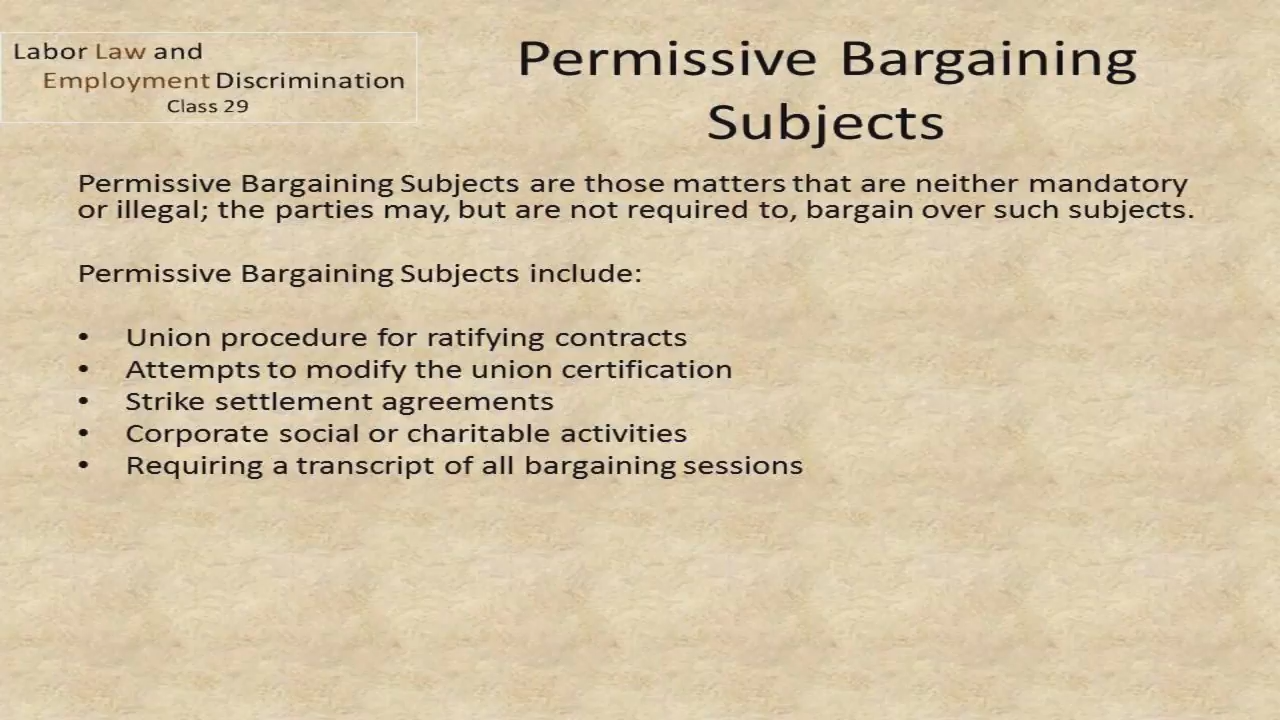 Labor Law and
Employment Discrimination
Class 29
Permissive Bargaining
Subjects
Permissive Bargaining Subjects are those matters that are neither mandatory
or illegal; the parties may, but are not required to, bargain over such subjects.
Permissive Bargaining Subjects include:
• Union procedure for ratifying contracts
• Attempts to modify the union certification
• Strike settlement agreements
• Corporate social or charitable activities
• Requiring a transcript of all bargaining sessions